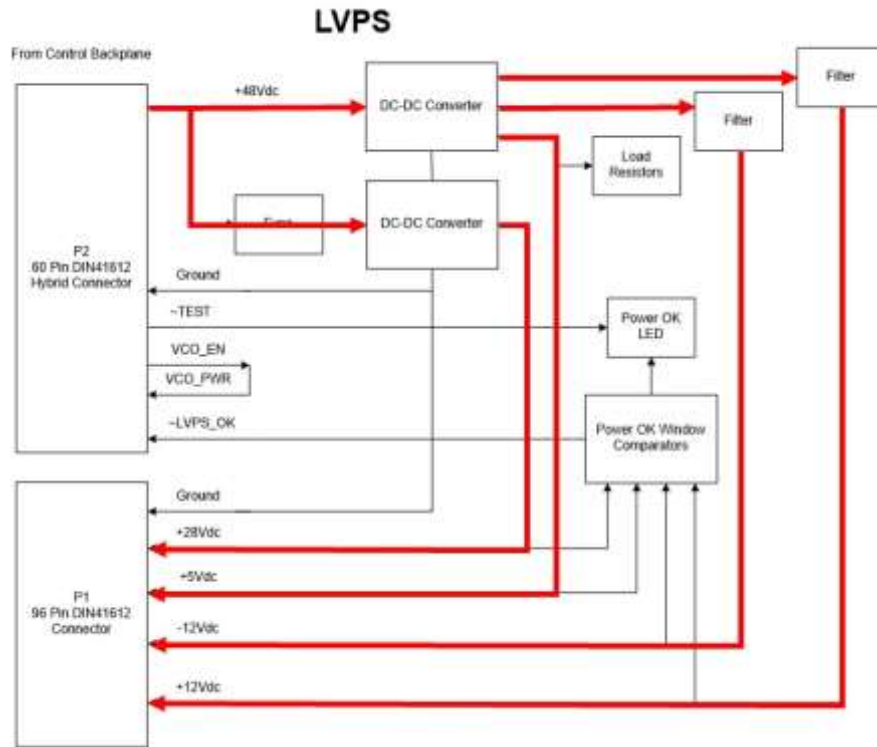 LVPS
From Control Backplane
+48Vdc
DC-DC Converter
Filter
Filter
Load
Resistors
DC-DC Converter
P2
60 Pin DIN41612
Hybrid Connector
Ground
~TEST
Power OK
LED
VCO_EN
VCO_PWR
~LVPS_OK
Power OK Window
Comparators
Ground
+28Vdc
+5Vdc
P1
96 Pin DIN41612
Connector
-12Vdc
+12Vdc